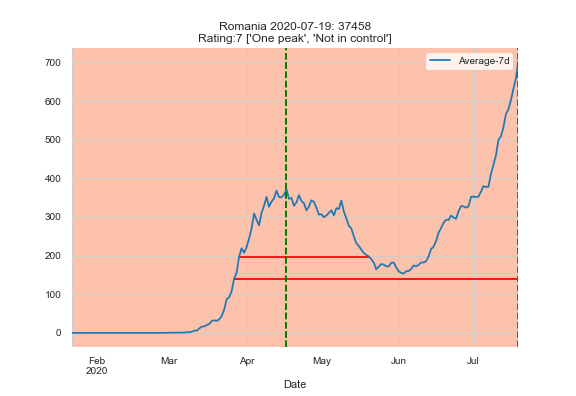 Romania 2020-07-19: 37458
Rating:7 ['One peak', 'Not in control']
Average-7d
700
600
500
400
300
200
100
0
Feb Mar Apr May Jun Jul
2020
Date